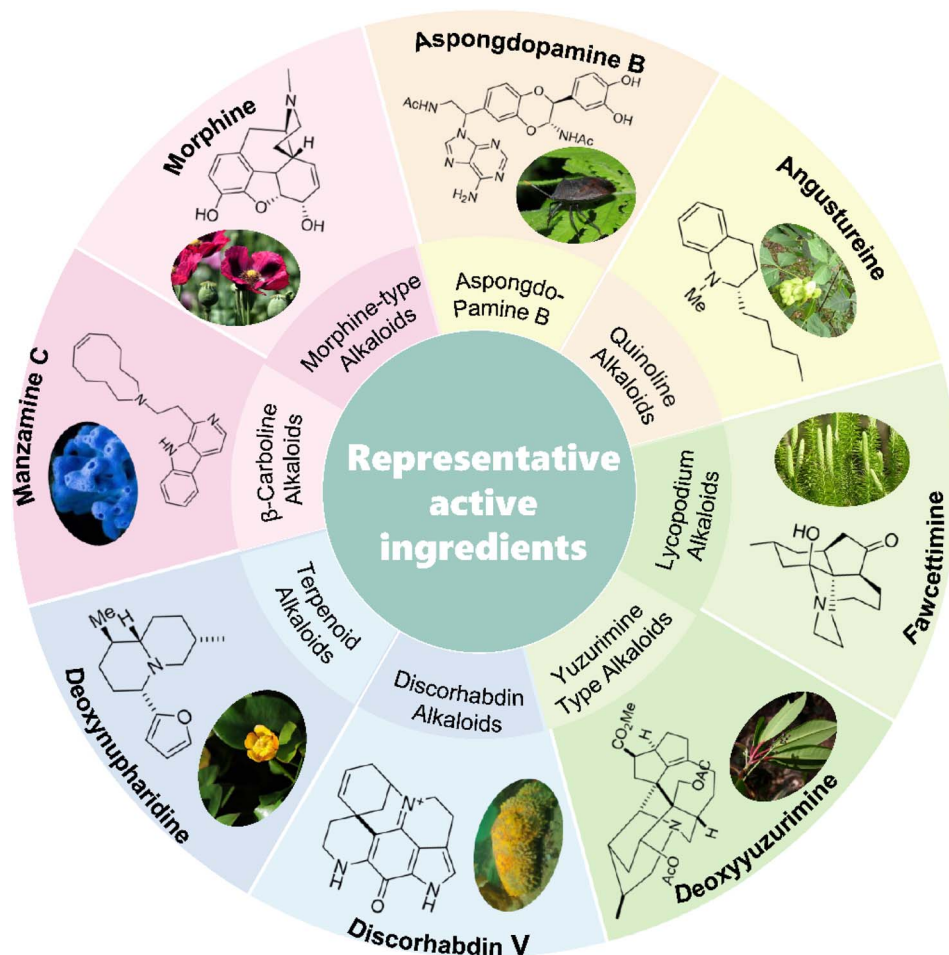 Representative
active
ingredients
Aspongdopamine B
AcHN
O
O
OH
OH
NHAc
N
N
N
N
H₂N
Aspongdo-
Pamine B
Angustureine
N
Me
Quinoline
Alkaloids
HO
O
N
Fawcettimine
Lycopodium
Alkaloids
CO₂Me
H
OAC
N
H
AcO
Deoxyyuzurimine
Yuzurimine
Type Alkaloids
N⁺
N
H
O
N
H
Discorhabdin V
Discorhabdin
Alkaloids
Me
H
N
O
Deoxynupharidine
Terpenoid
Alkaloids
Manzamine C
N
N
HN
β-Carboline
Alkaloids
Morphine
N
H
HO
O
OH
Morphine-type
Alkaloids